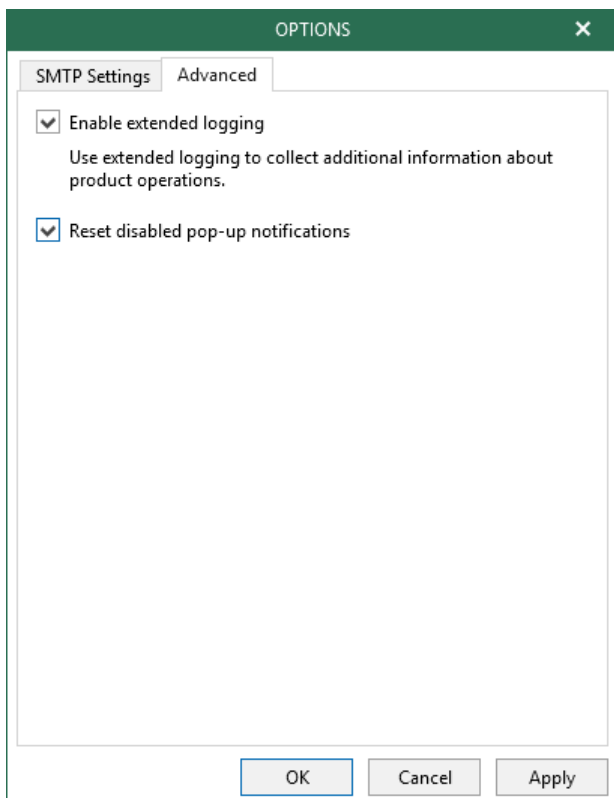 OPTIONS
SMTP Settings
Advanced
Enable extended logging
Use extended logging to collect additional information about
product operations.
Reset disabled pop-up notifications
OK
Cancel
Apply